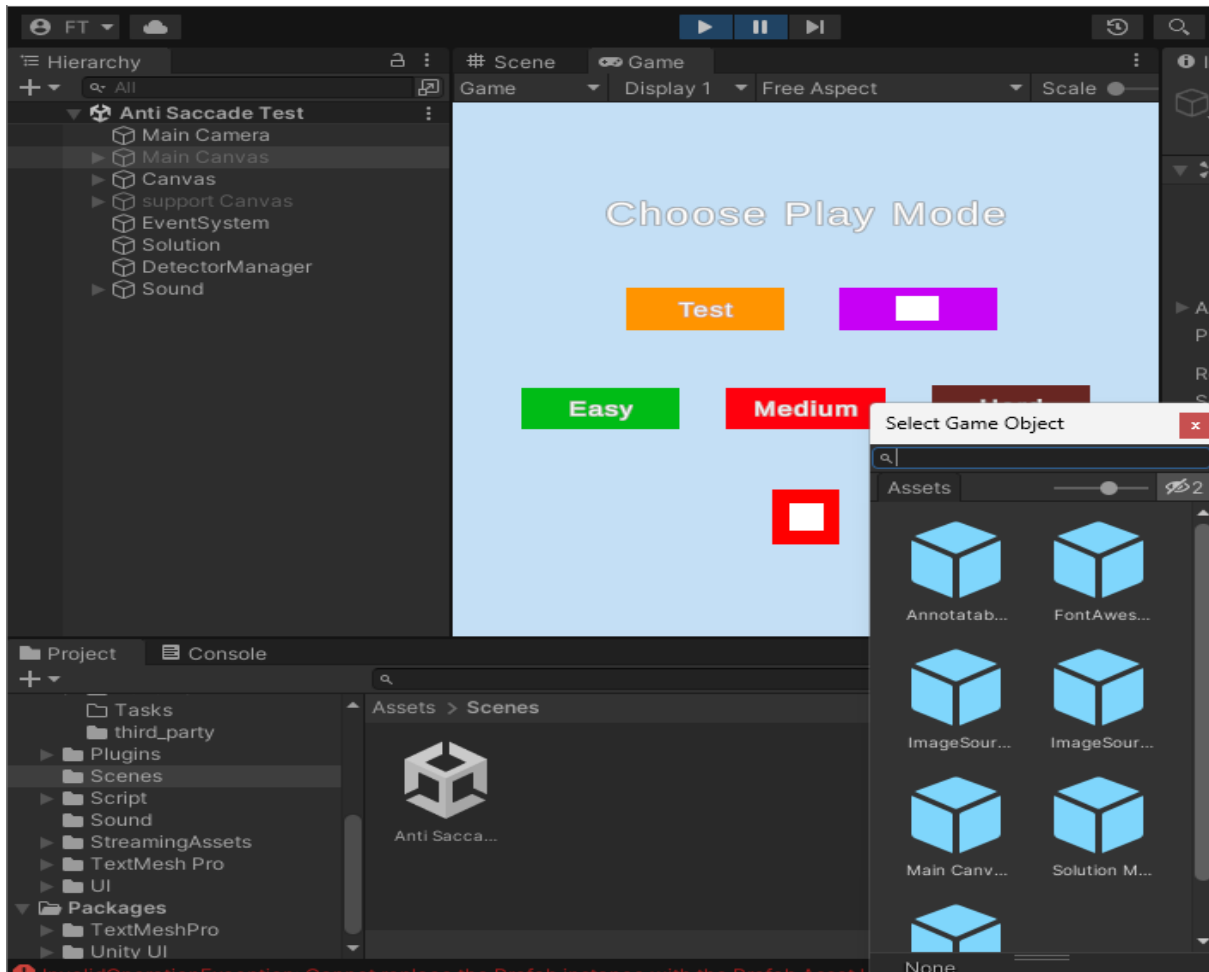 FT
Hierarchy
All
Anti Saccade Test
Main Camera
Main Canvas
Canvas
support Canvas
EventSystem
Solution
DetectorManager
Sound
Scene
Game
Game
Display 1
Free Aspect
Scale
Choose Play Mode
Test
Easy
Medium
Select Game Object
Assets
2
Annotatab...
FontAwes...
ImageSour...
ImageSour...
Main Canv...
Solution M...
None
Project
Console
Tasks
third_party
Plugins
Scenes
Script
Sound
StreamingAssets
TextMesh Pro
UI
Packages
TextMeshPro
Unity UI
Assets > Scenes
Anti Sacca...